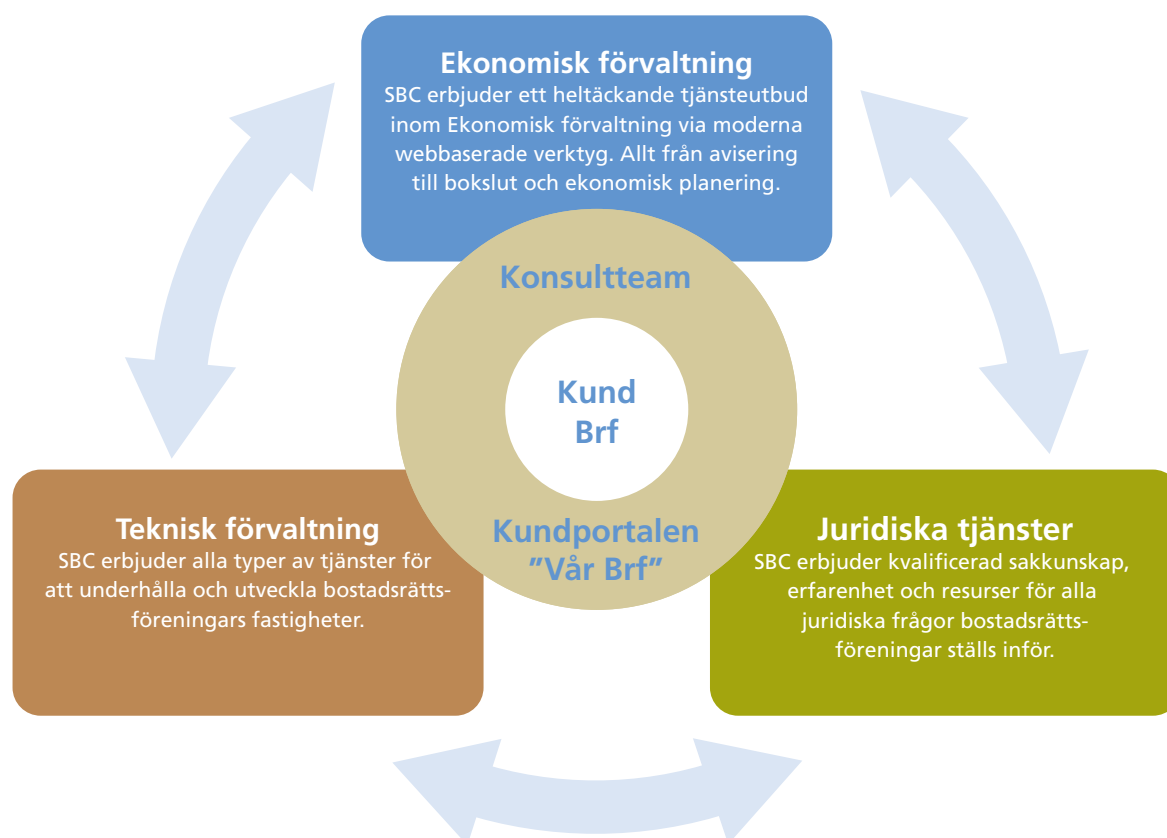 Ekonomisk förvaltning
SBC erbjuder ett heltäckande tjänsteutbud
inom Ekonomisk förvaltning via moderna
webbaserade verktyg. Allt från avisering
till bokslut och ekonomisk planering.
Konsultteam
Kund
Brf
Kundportalen
”Vår Brf”
Teknisk förvaltning
SBC erbjuder alla typer av tjänster för
att underhålla och utveckla bostadsrätts-
föreningars fastigheter.
Juridiska tjänster
SBC erbjuder kvalificerad sakkunskap,
erfarenhet och resurser för alla
juridiska frågor bostadsrätts-
föreningar ställs inför.